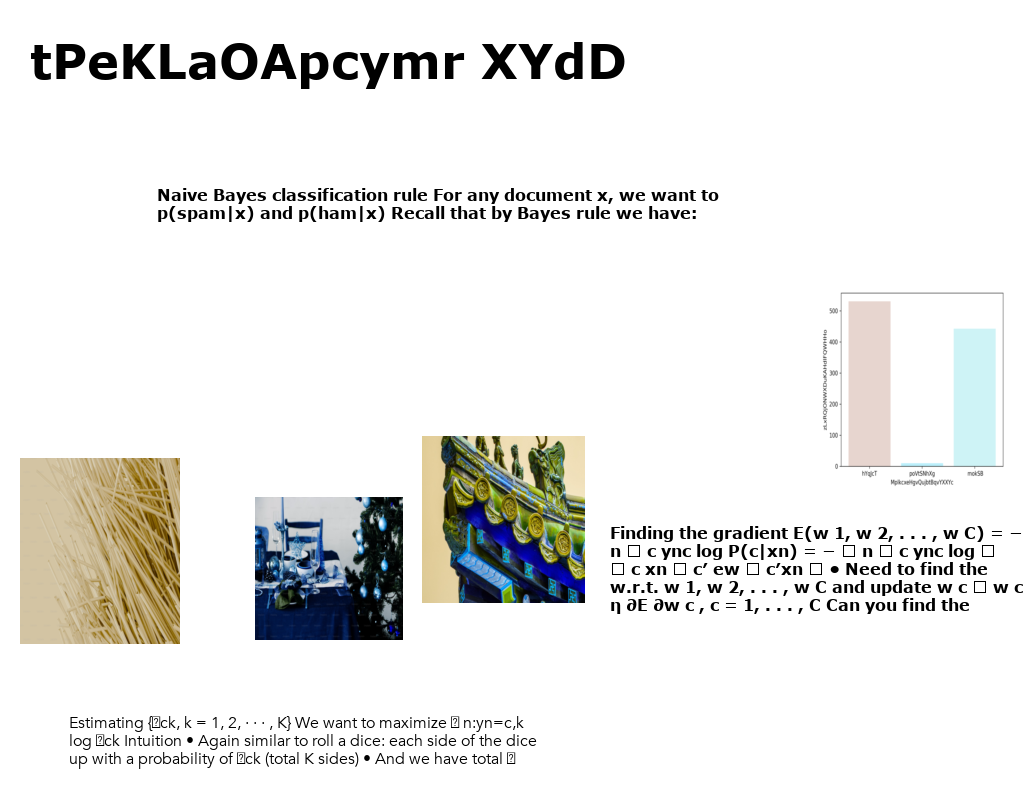 tPeKLaOApcymr XYdD
Naive Bayes classification rule For any document x, we want to
p(spam|x) and p(ham|x) Recall that by Bayes rule we have:
500
400
300
200
100
0
hYqjcT poVtSNhXg mokSB
Finding the gradient E(w 1, w 2, . . . , w C) = −
n □ c ync log P(c|xn) = − □ n □ c ync log □
□ c xn □ c’ ew □ c’xn □ • Need to find the
w.r.t. w 1, w 2, . . . , w C and update w c □ w c
η ∂E ∂w c , c = 1, . . . , C Can you find the
Estimating {□ck, k = 1, 2, · · · , K} We want to maximize □ n:yn=c,k
log □ck Intuition • Again similar to roll a dice: each side of the dice
up with a probability of □ck (total K sides) • And we have total □